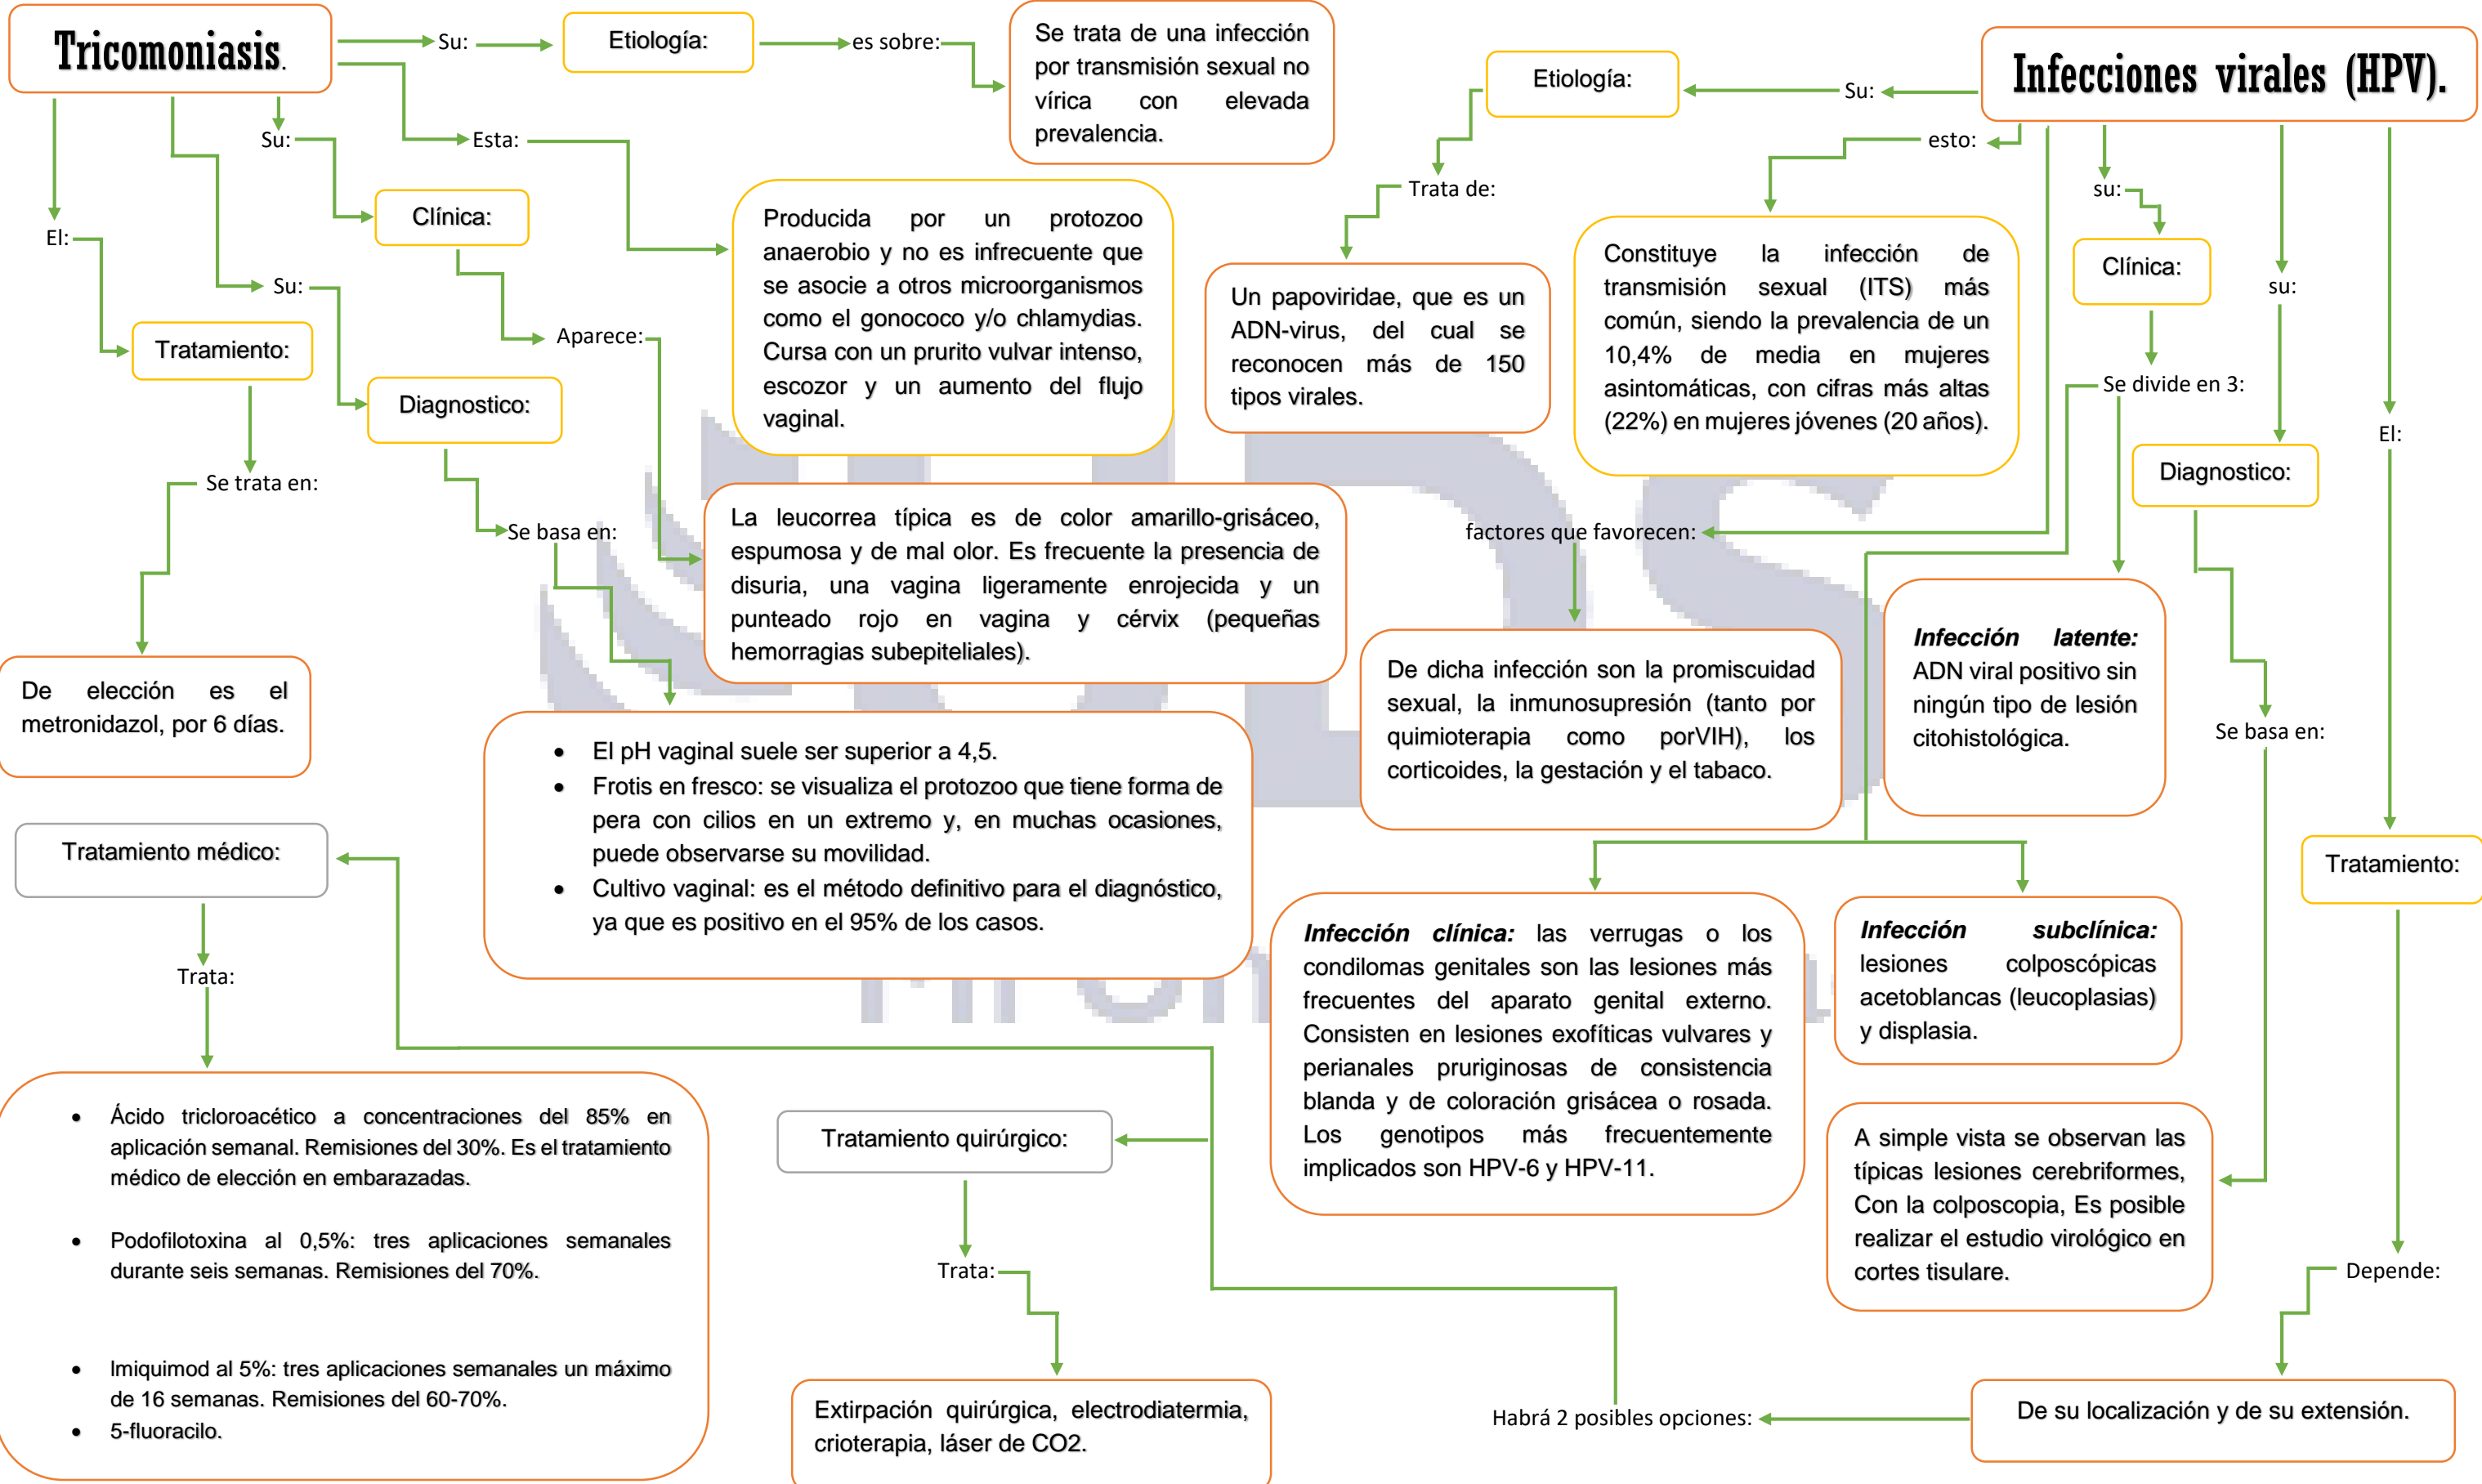 Tricomoniasis.
Su:
Etiología:
es sobre:
Se trata de una infección
por transmisión sexual no
vírica con elevada
prevalencia.
Esta:
Producida por un protozoo
anaerobio y no es infrecuente que
se asocie a otros microorganismos
como el gonococo y/o chlamydias.
Cursa con un prurito vulvar intenso,
escozor y un aumento del flujo
vaginal.
Su:
Clínica:
Aparece:
La leucorrea típica es de color amarillo-grisáceo,
espumosa y de mal olor. Es frecuente la presencia de
disuria, una vagina ligeramente enrojecida y un
punteado rojo en vagina y cérvix (pequeñas
hemorragias subepiteliales).
Su:
Diagnostico:
Se basa en:
• El pH vaginal suele ser superior a 4,5.
• Frotis en fresco: se visualiza el protozoo que tiene forma de
pera con cilios en un extremo y, en muchas ocasiones,
puede observarse su movilidad.
• Cultivo vaginal: es el método definitivo para el diagnóstico,
ya que es positivo en el 95% de los casos.
El:
Tratamiento:
Se trata en:
De elección es el
metronidazol, por 6 días.
Infecciones virales (HPV).
Su:
Etiología:
Trata de:
Un papoviridae, que es un
ADN-virus, del cual se
reconocen más de 150
tipos virales.
esto:
Constituye la infección de
transmisión sexual (ITS) más
común, siendo la prevalencia de un
10,4% de media en mujeres
asintomáticas, con cifras más altas
(22%) en mujeres jóvenes (20 años).
factores que favorecen:
De dicha infección son la promiscuidad
sexual, la inmunosupresión (tanto por
quimioterapia como porVIH), los
corticoides, la gestación y el tabaco.
su:
Clínica:
Se divide en 3:
Infección latente:
ADN viral positivo sin
ningún tipo de lesión
citohistológica.
Infección clínica: las verrugas o los
condilomas genitales son las lesiones más
frecuentes del aparato genital externo.
Consisten en lesiones exofíticas vulvares y
perianales pruriginosas de consistencia
blanda y de coloración grisácea o rosada.
Los genotipos más frecuentemente
implicados son HPV-6 y HPV-11.
Infección subclínica:
lesiones colposcópicas
acetoblancas (leucoplasias)
y displasia.
su:
Diagnostico:
Se basa en:
A simple vista se observan las
típicas lesiones cerebriformes,
Con la colposcopia, Es posible
realizar el estudio virológico en
cortes tisulare.
El:
Tratamiento:
Depende:
De su localización y de su extensión.
Habrá 2 posibles opciones:
Tratamiento médico:
Trata:
• Ácido tricloroacético a concentraciones del 85% en
aplicación semanal. Remisiones del 30%. Es el tratamiento
médico de elección en embarazadas.
• Podofilotoxina al 0,5%: tres aplicaciones semanales
durante seis semanas. Remisiones del 70%.
• Imiquimod al 5%: tres aplicaciones semanales un máximo
de 16 semanas. Remisiones del 60-70%.
• 5-fluoracilo.
Tratamiento quirúrgico:
Trata:
Extirpación quirúrgica, electrodiatermia,
crioterapia, láser de CO2.